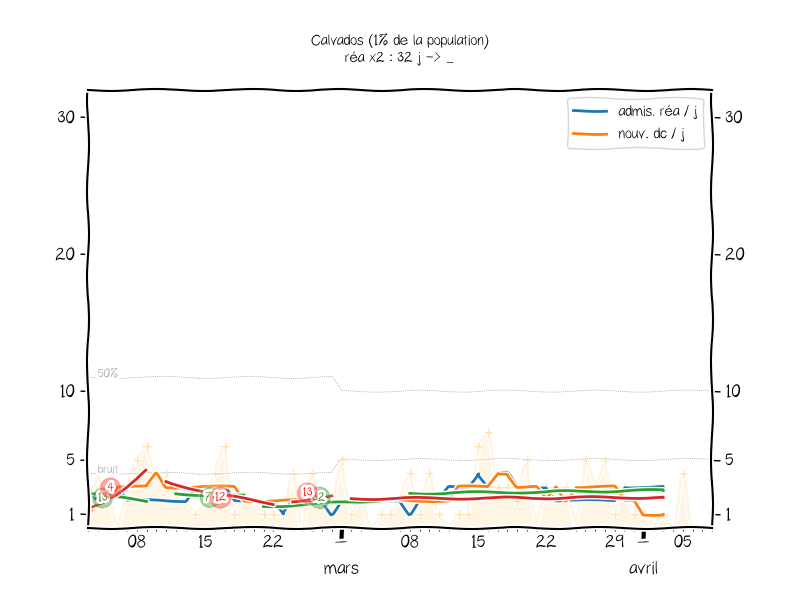 Calvados (1% de la population)
réa x2 : 32 j -> _
admis. réa / j
nouv. dc / j
30
30
20
20
50%
10
10
bruit
5
5
4
13
7
12
13
2
1
1
08 15 22 08 15 22 29 05
mars avril